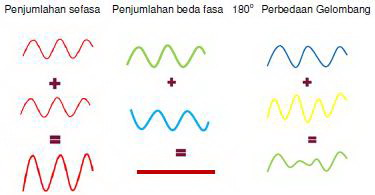 Penjumlahan sefasa Penjumlahan beda fasa 180° Perbedaan Gelombang
+ + +
= = =